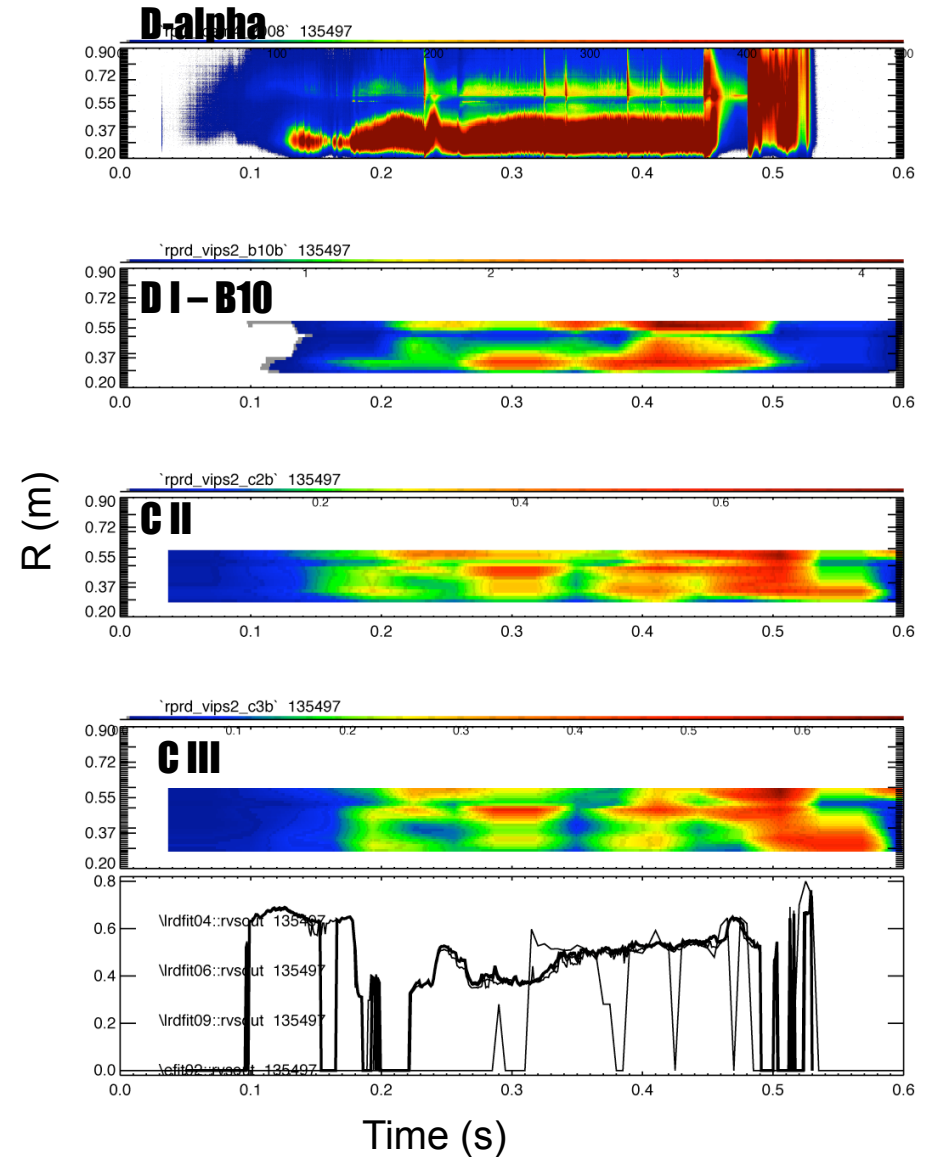 D-alpha
135497
100 200 300 400
0.90
0.72
0.55
0.37
0.20
0.0 0.1 0.2 0.3 0.4 0.5 0.6
`rprd_vips2_b10b` 135497
1 2 3 4
D I – B10
0.90
0.72
0.55
0.37
0.20
0.0 0.1 0.2 0.3 0.4 0.5 0.6
`rprd_vips2_c2b` 135497
0.2 0.4 0.6
C II
0.90
0.72
0.55
0.37
0.20
0.0 0.1 0.2 0.3 0.4 0.5 0.6
R (m)
`rprd_vips2_c3b` 135497
0.1 0.2 0.3 0.4 0.5 0.6
C III
0.90
0.72
0.55
0.37
0.20
0.8
0.6
0.4
0.2
0.0
\lrdfit04::rvsout 135497
\lrdfit06::rvsout 135497
\lrdfit09::rvsout 135497
\efit02::rvsout 135497
0.0 0.1 0.2 0.3 0.4 0.5 0.6
Time (s)